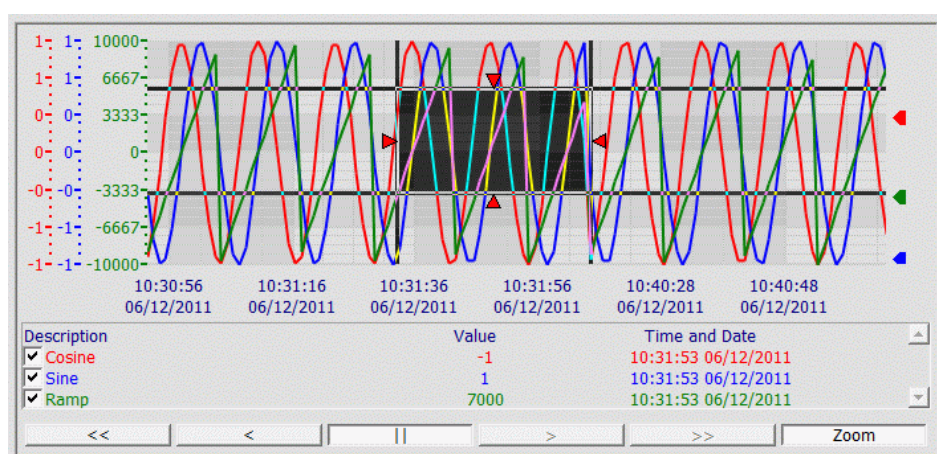 1 1 10000
1 1 6667
0 0 3333
0 0 0
-0 -0 -3333
-1 -1 -6667
-1 -1 -10000
10:30:56 10:31:16 10:31:36 10:31:56 10:40:28 10:40:48
06/12/2011 06/12/2011 06/12/2011 06/12/2011 06/12/2011 06/12/2011
Description Value Time and Date
Cosine -1 10:31:53 06/12/2011
Sine 1 10:31:53 06/12/2011
Ramp 7000 10:31:53 06/12/2011
<< < || > >> Zoom